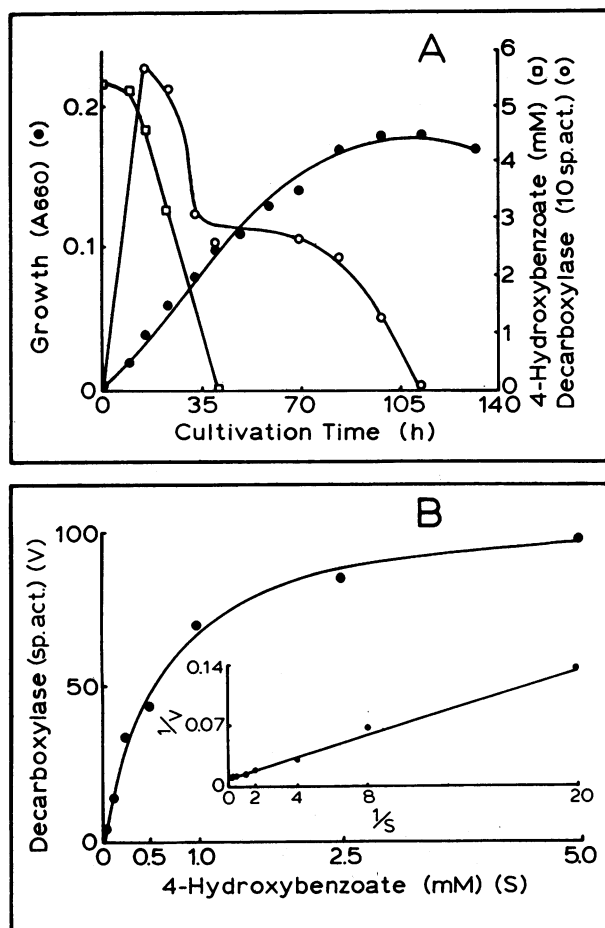 A
Growth (A660) (●)
0.2
0.1
0
6
5
4
3
2
1
0
4-Hydroxybenzoate (mM) (□)
Decarboxylase (10 sp.act.) (○)
0 35 70 105 140
Cultivation Time (h)
B
Decarboxylase (sp.act.) (V)
100
50
0
0 0.5 1.0 2.5 5.0
4-Hydroxybenzoate (mM) (S)
1/V
0.14
0.07
0
0 2 4 8 20
1/S